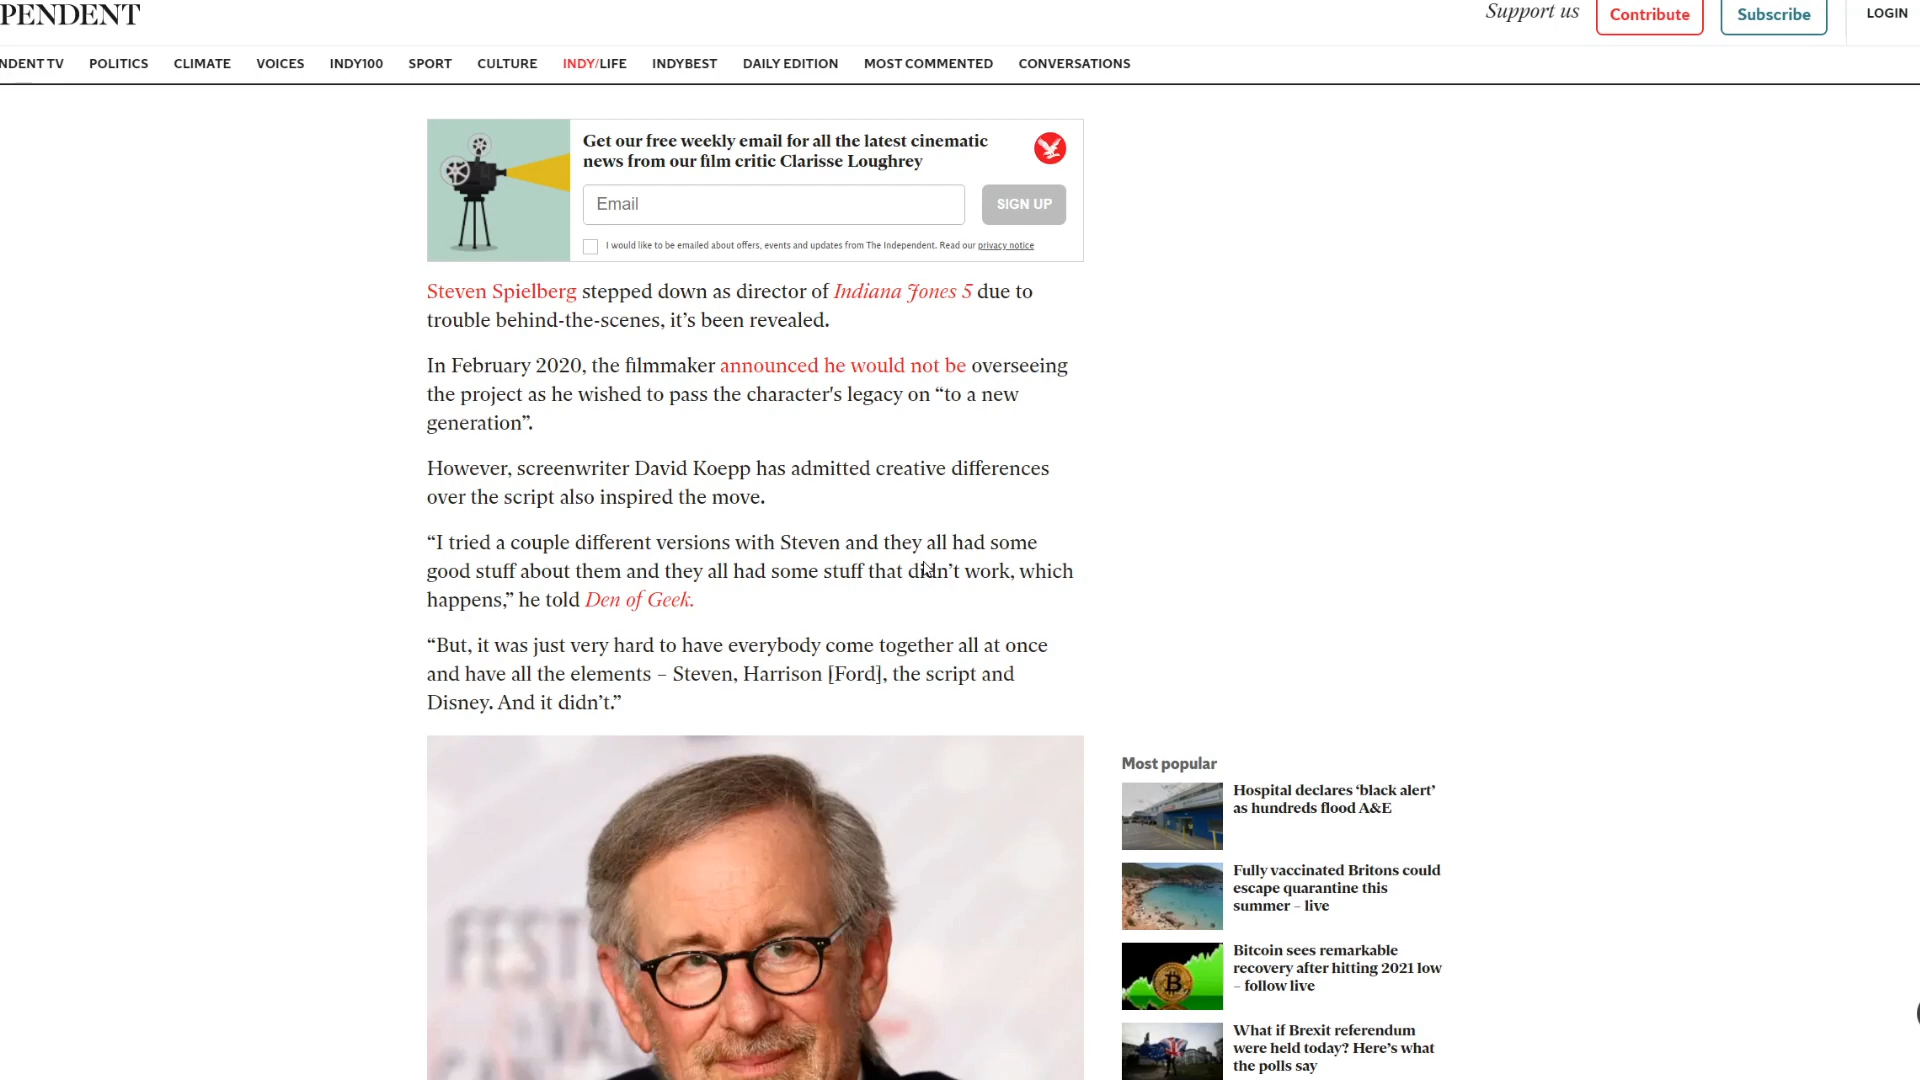 PENDENT
Support us
Contribute
Subscribe
LOGIN
NDENT TV POLITICS CLIMATE VOICES INDY100 SPORT CULTURE INDY/LIFE INDYBEST DAILY EDITION MOST COMMENTED CONVERSATIONS
Get our free weekly email for all the latest cinematic
news from our film critic Clarisse Loughrey
Email
SIGN UP
I would like to be emailed about offers, events and updates from The Independent. Read our privacy notice
Steven Spielberg stepped down as director of Indiana Jones 5 due to
trouble behind-the-scenes, it’s been revealed.
In February 2020, the filmmaker announced he would not be overseeing
the project as he wished to pass the character's legacy on “to a new
generation”.
However, screenwriter David Koepp has admitted creative differences
over the script also inspired the move.
“I tried a couple different versions with Steven and they all had some
good stuff about them and they all had some stuff that didn’t work, which
happens,” he told Den of Geek.
“But, it was just very hard to have everybody come together all at once
and have all the elements – Steven, Harrison [Ford], the script and
Disney. And it didn’t.”
FEST
YA
Most popular
Hospital declares ‘black alert’
as hundreds flood A&E
Fully vaccinated Britons could
escape quarantine this
summer – live
Bitcoin sees remarkable
recovery after hitting 2021 low
– follow live
What if Brexit referendum
were held today? Here’s what
the polls say